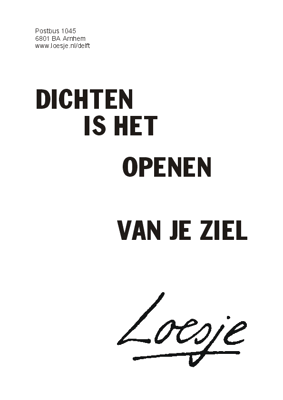 Postbus 1045
6801 BA Arnhem
www.loesje.nl/delft
DICHTEN
IS HET
OPENEN
VAN JE ZIEL
Loesje